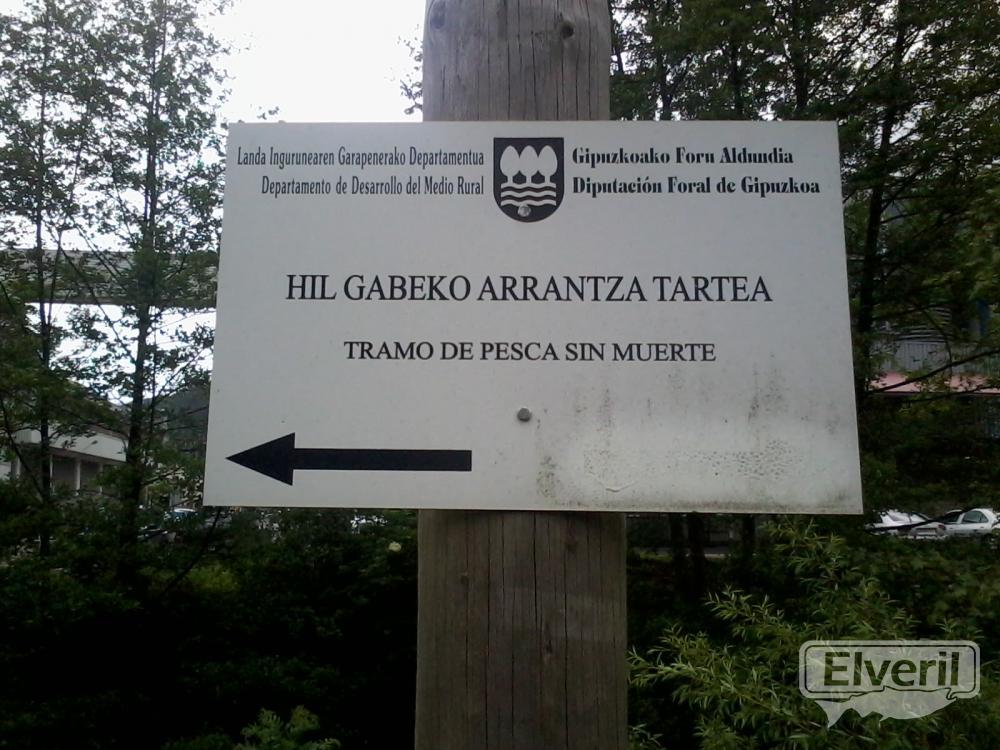 Landa Ingurunearen Garapenerako Departamentua
Departamento de Desarrollo del Medio Rural
Gipuzkoako Foru Aldundia
Diputación Foral de Gipuzkoa
HIL GABEKO ARRANTZA TARTEA
TRAMO DE PESCA SIN MUERTE
Elveril